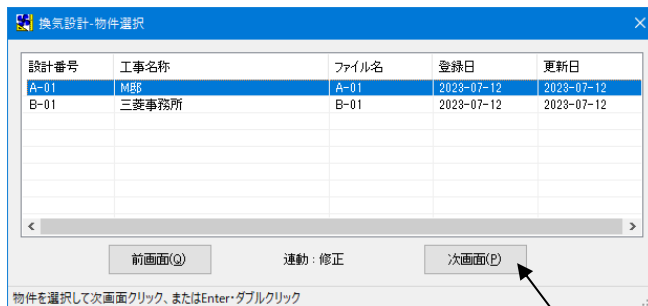 換気設計-物件選択
設計番号 工事名称 ファイル名 登録日 更新日
A-01 M邸 A-01 2023-07-12 2023-07-12
B-01 三菱事務所 B-01 2023-07-12 2023-07-12
前画面(Q) 連動：修正 次画面(P)
物件を選択して次画面クリック、またはEnter･ダブルクリック